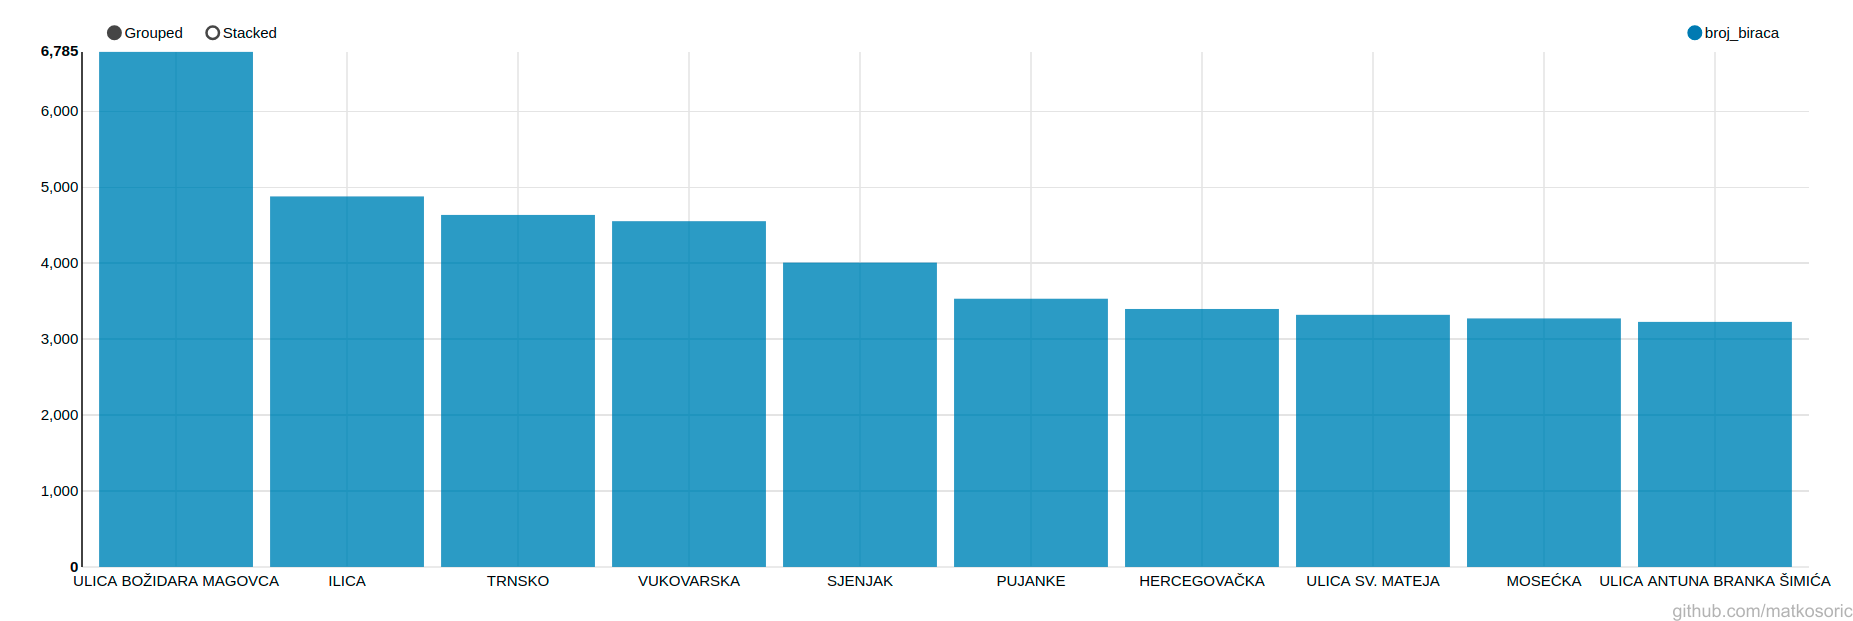 Grouped Stacked broj_biraca
6,785
6,000
5,000
4,000
3,000
2,000
1,000
0
ULICA BOŽIDARA MAGOVCA ILICA TRNSKO VUKOVARSKA SJENJAK PUJANKE HERCEGOVAČKA ULICA SV. MATEJA MOSEĆKA ULICA ANTUNA BRANKA ŠIMIĆA
github.com/matkosoric